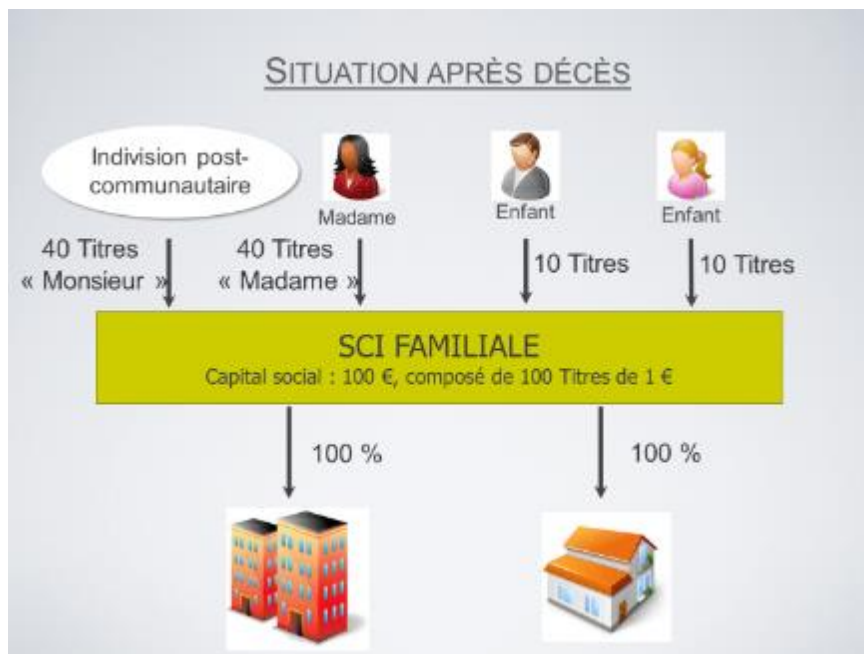 SITUATION APRÈS DÉCÈS
Indivision post-
communautaire
Madame
Enfant
Enfant
40 Titres
« Monsieur »
40 Titres
« Madame »
10 Titres
10 Titres
SCI FAMILIALE
Capital social : 100 €, composé de 100 Titres de 1 €
100 %
100 %